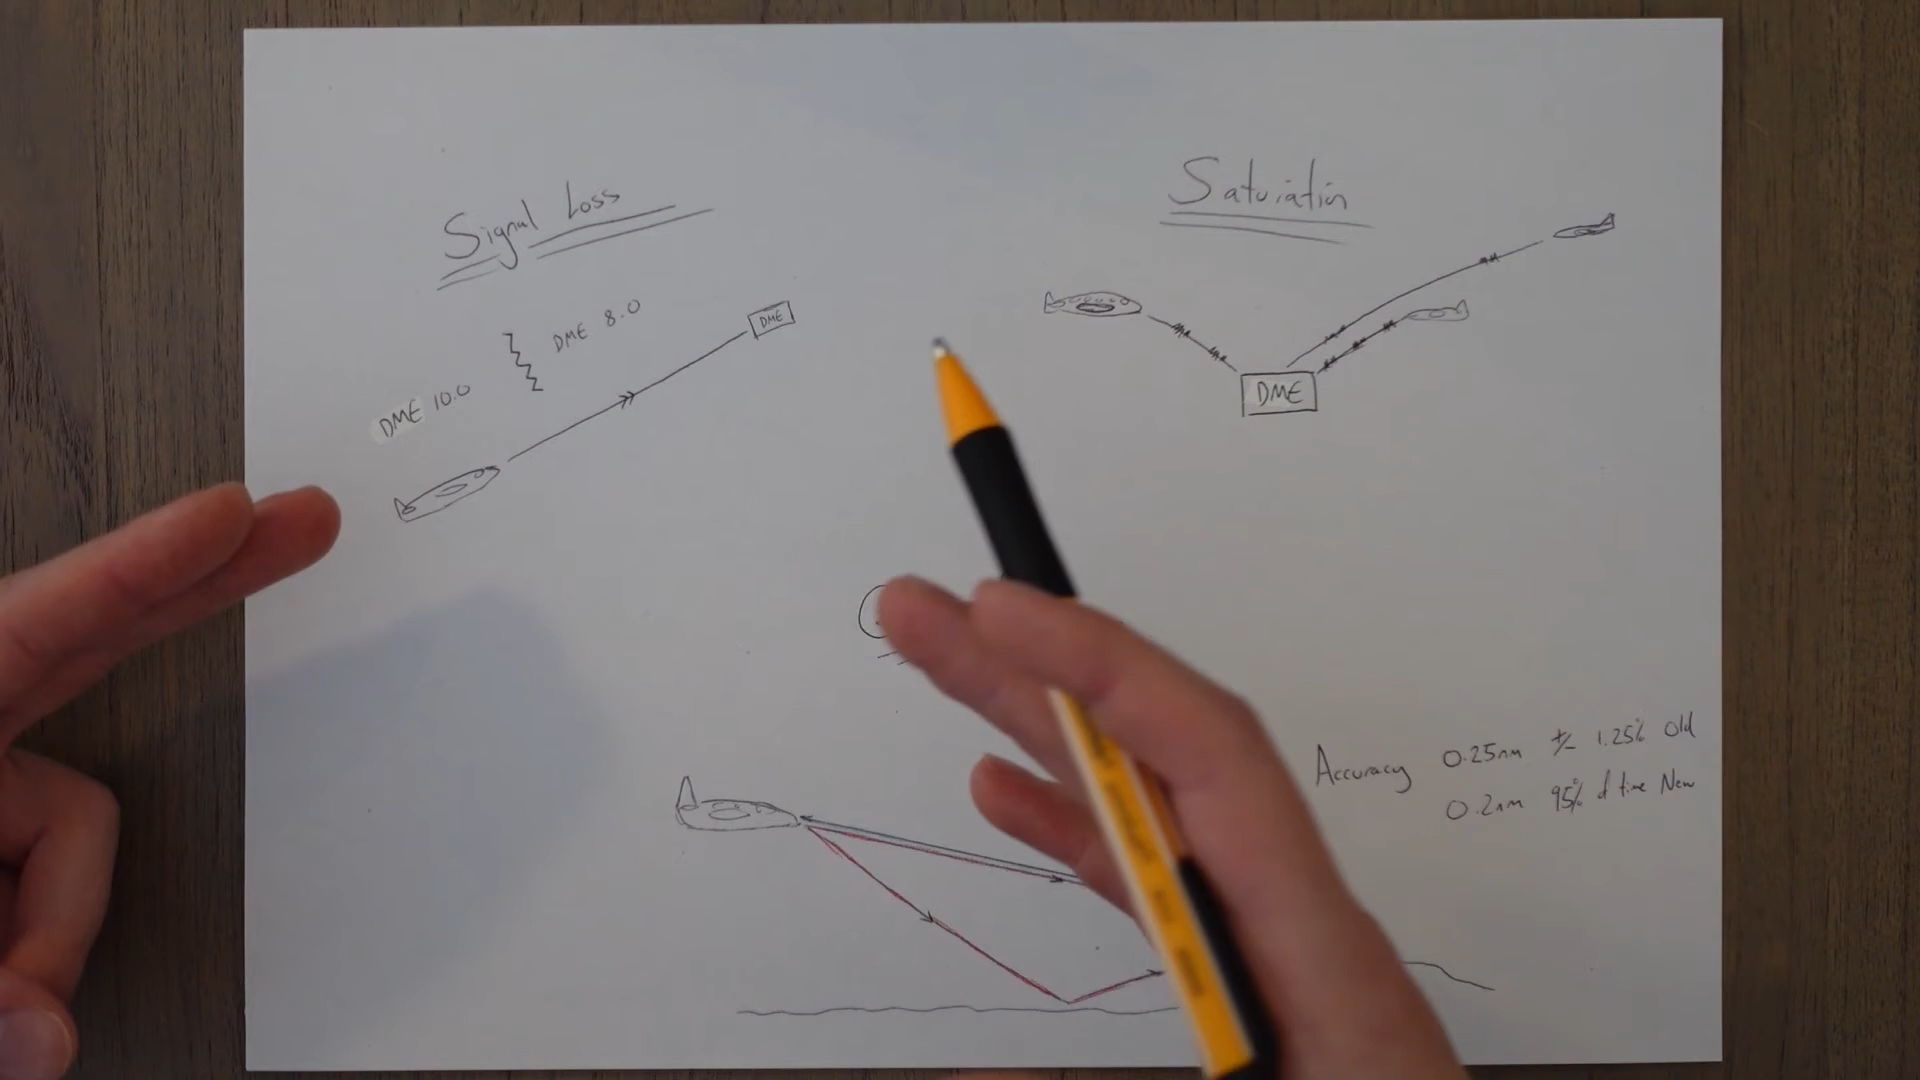 Signal Loss
Saturation
DME 8.0
DME
DME 10.0
DME
Accuracy 0.25nm +/- 1.25% Old
0.2nm 95% of time New